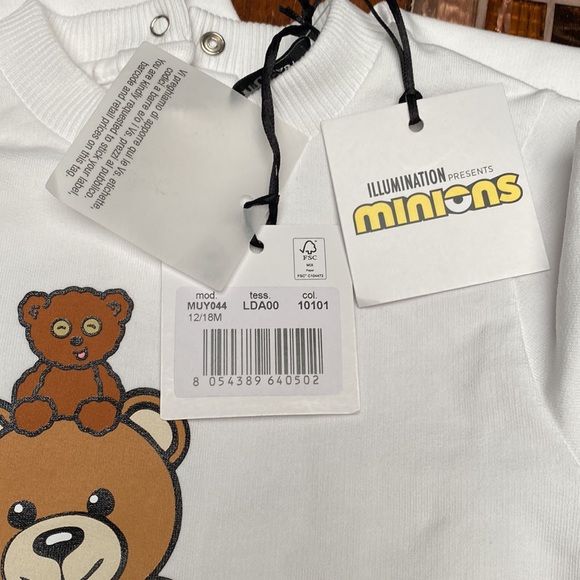 Vi preghiamo di apporre qui le Vs. etichette,
codici a barre e/o i Vs. prezzi al pubblico.
You are kindly requested to stick your label,
barcode and retail prices on this tag.
ILLUMINATION PRESENTS
minions
FSC
MIX
Paper
mod. tess. col.
MUY044 LDA00 10101
12/18M
8 054389 640502